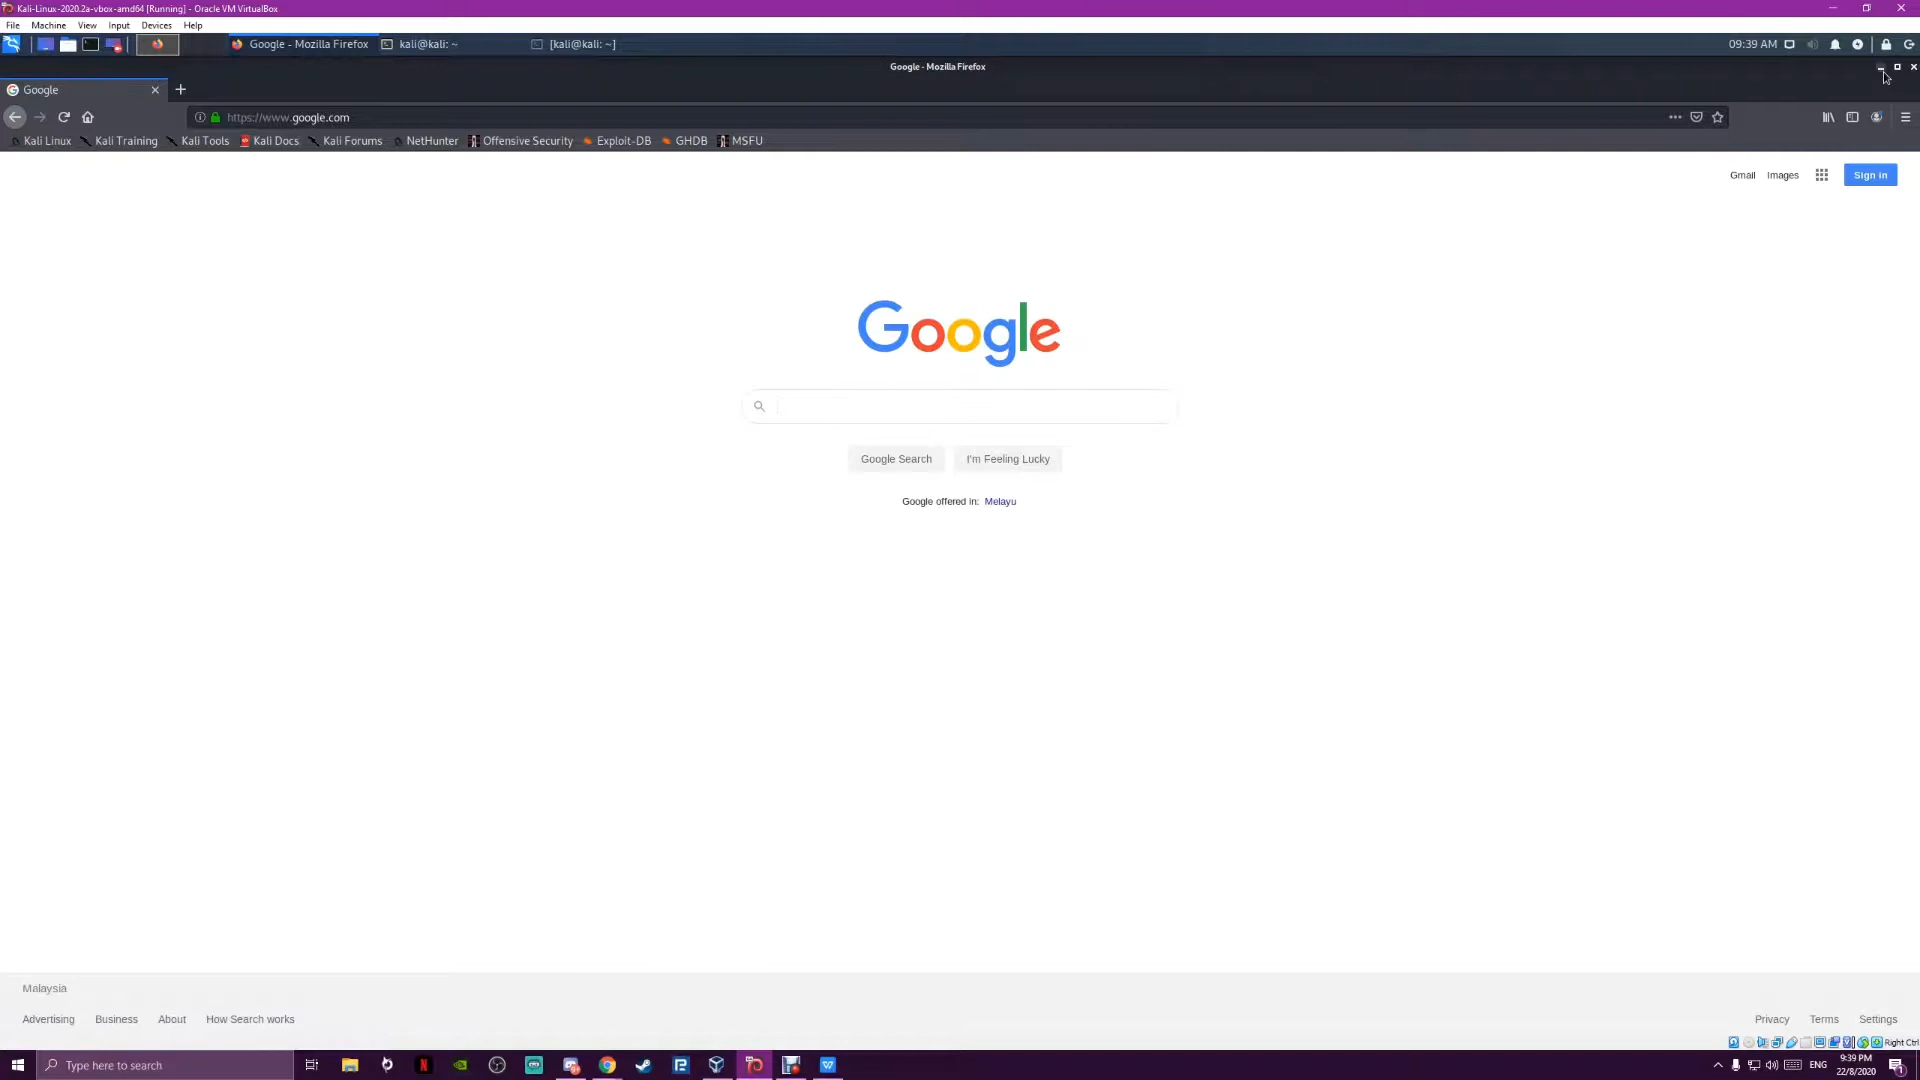 Kali-Linux-2020.2a-vbox-amd64 [Running] - Oracle VM VirtualBox
File Machine View Input Devices Help
Google - Mozilla Firefox kali@kali: ~ [kali@kali: ~] 09:39 AM
Google - Mozilla Firefox
Google
https://www.google.com
Kali Linux Kali Training Kali Tools Kali Docs Kali Forums NetHunter Offensive Security Exploit-DB GHDB MSFU
Gmail Images Sign in
Google
Google Search I'm Feeling Lucky
Google offered in: Melayu
Malaysia
Advertising Business About How Search works Privacy Terms Settings
Right Ctrl
Type here to search ENG 9:39 PM
22/8/2020